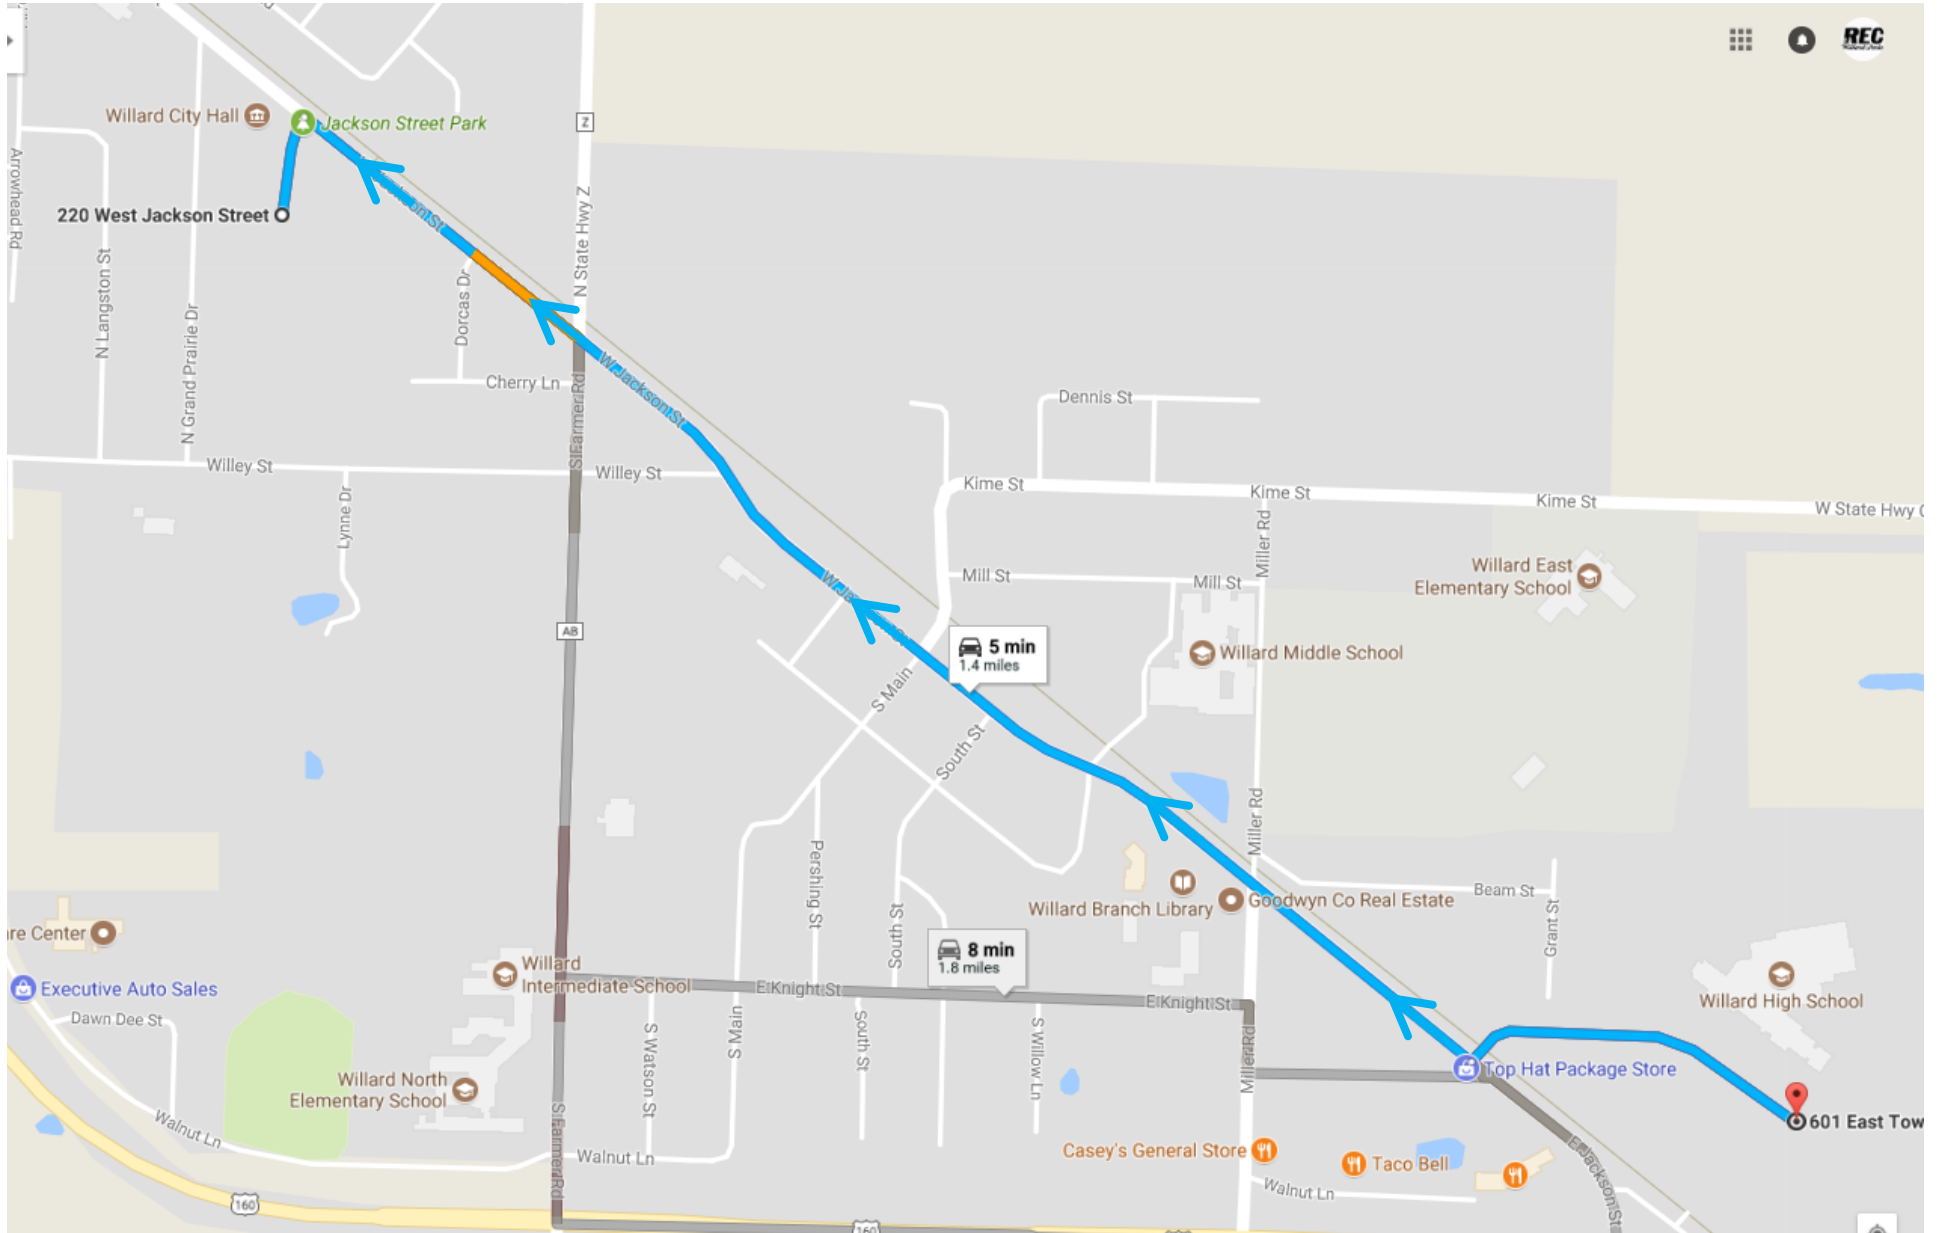 REC
Willard City Hall
Jackson Street Park
Z
Arrowhead Rd
220 West Jackson Street
N State Hwy Z
N Langston St
N Grand Prairie Dr
Dorcas Dr
Cherry Ln
W Jackson St
S Farmer Rd
Dennis St
Willey St
Willey St
Kime St
Kime St
Kime St
W State Hwy
Lynne Dr
Miller Rd
Mill St
Mill St
Willard East
Elementary School
AB
5 min
1.4 miles
Willard Middle School
S Main
South St
Miller Rd
Pershing St
Willard Branch Library
Goodwyn Co Real Estate
Beam St
Grant St
South St
re Center
8 min
1.8 miles
Willard
Intermediate School
Executive Auto Sales
E Knight St
E Knight St
Willard High School
Dawn Dee St
S Watson St
S Main
South St
S Willow Ln
Miller Rd
Top Hat Package Store
Willard North
Elementary School
601 East Tow
Walnut Ln
S Farmer Rd
Walnut Ln
Casey's General Store
Taco Bell
E Jackson St
Walnut Ln
160
160